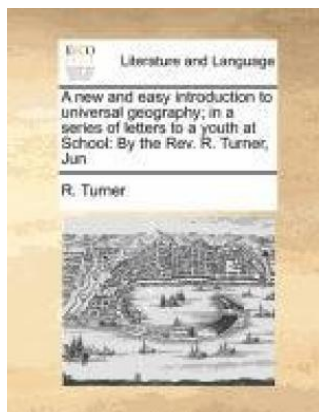 ECCO
Literature and Language
A new and easy introduction to
universal geography; in a
series of letters to a youth at
School: By the Rev. R. Turner,
Jun
R. Turner